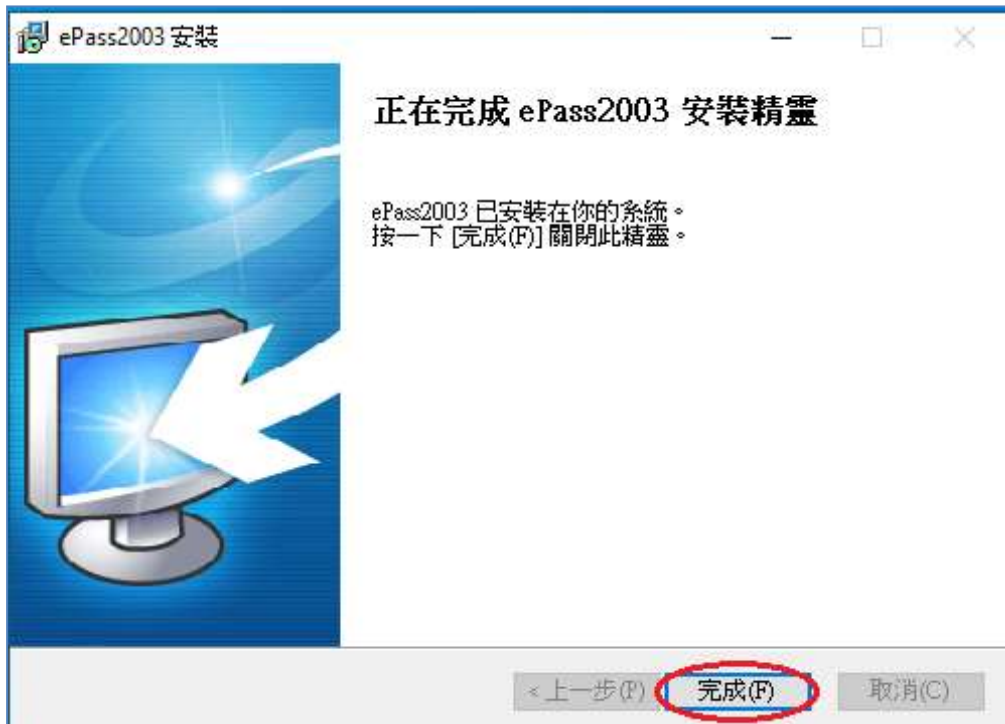 ePass2003 安裝
正在完成 ePass2003 安裝精靈
ePass2003 已安裝在你的系統。
按一下 [完成(F)] 關閉此精靈。
< 上一步(P)
完成(F)
取消(C)